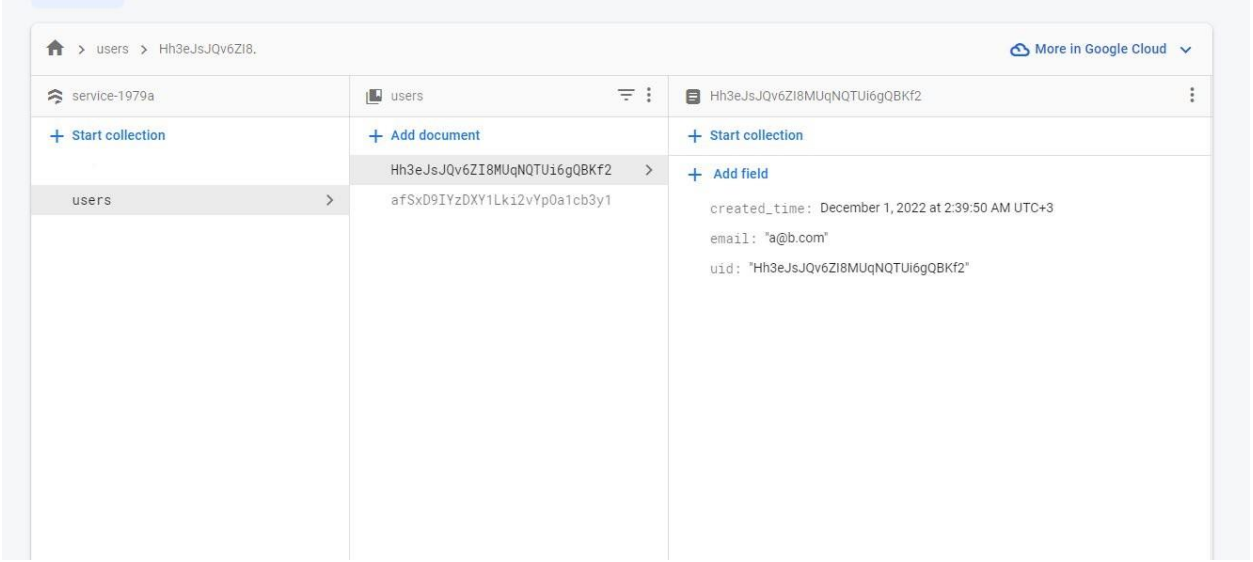 users > Hh3eJsJQv6ZI8.
More in Google Cloud
service-1979a
users
Hh3eJsJQv6ZI8MUqNQTUi6gQBKf2
+ Start collection
+ Add document
+ Start collection
users
Hh3eJsJQv6ZI8MUqNQTUi6gQBKf2
afSxD9IYzDXY1Lki2vYpOa1cb3y1
+ Add field
created_time: December 1, 2022 at 2:39:50 AM UTC+3
email: "a@b.com"
uid: "Hh3eJsJQv6ZI8MUqNQTUi6gQBKf2"